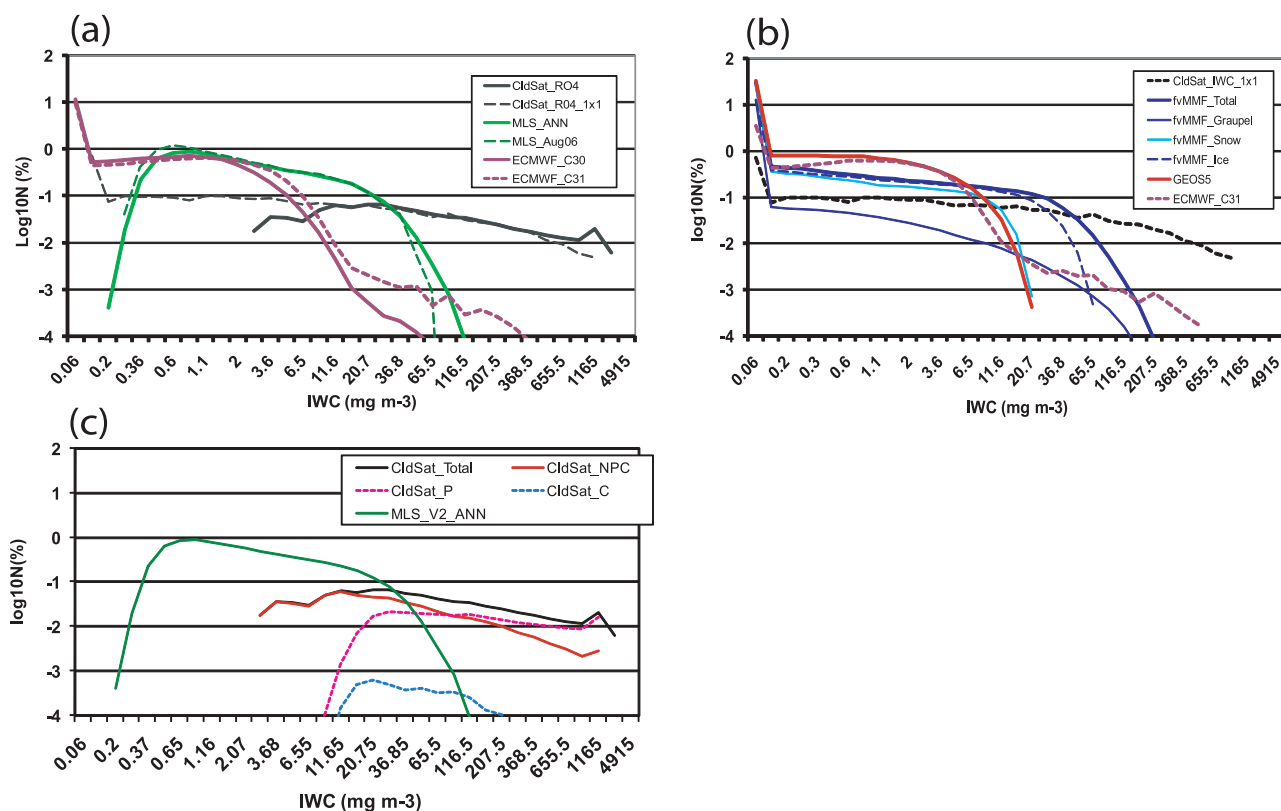 (a)
2
1
0
-1
-2
-3
-4
Log10N (%)
CldSat_RO4
CldSat_R04_1x1
MLS_ANN
MLS_Aug06
ECMWF_C30
ECMWF_C31
0.06
0.2
0.36
0.6
1.1
2
3.6
6.5
11.6
20.7
36.8
65.5
116.5
207.5
368.5
655.5
1165
4915
IWC (mg m-3)
(b)
2
1
0
-1
-2
-3
-4
log10N (%)
CldSat_IWC_1x1
fvMMF_Total
fvMMF_Graupel
fvMMF_Snow
fvMMF_Ice
GEOS5
ECMWF_C31
0.06
0.2
0.3
0.6
1.1
2
3.6
6.5
11.6
20.7
36.8
65.5
116.5
207.5
368.5
655.5
1165
4915
IWC (mg m-3)
(c)
2
1
0
-1
-2
-3
-4
log10N(%)
CldSat_Total
CldSat_NPC
CldSat_P
CldSat_C
MLS_V2_ANN
0.06
0.2
0.37
0.65
1.16
2.07
3.68
6.55
11.65
20.75
36.85
65.5
116.5
207.5
368.5
655.5
1165
4915
IWC (mg m-3)